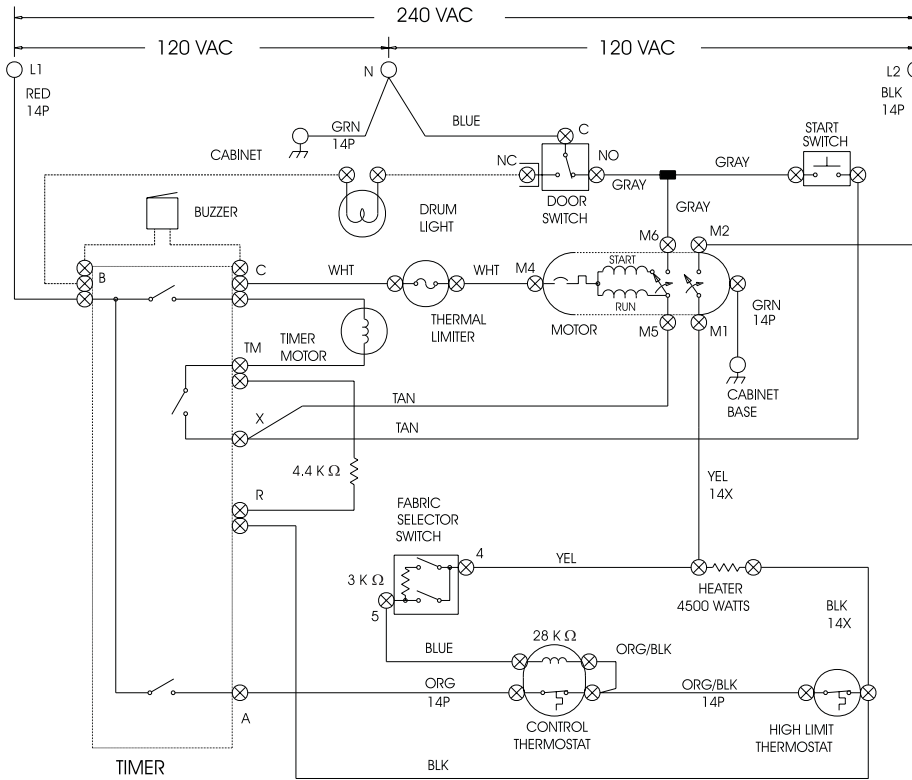 240 VAC
120 VAC
120 VAC
L1
N
L2
RED
14P
BLK
14P
GRN
14P
BLUE
C
START
SWITCH
CABINET
NC
NO
GRAY
GRAY
DOOR
SWITCH
BUZZER
DRUM
LIGHT
GRAY
M6
M2
B
C
WHT
WHT
M4
START
RUN
GRN
14P
THERMAL
LIMITER
MOTOR
M5
M1
TM
TIMER
MOTOR
CABINET
BASE
TAN
X
TAN
4.4 K Ω
YEL
14X
R
FABRIC
SELECTOR
SWITCH
4
YEL
3 K Ω
HEATER
4500 WATTS
5
BLK
14X
28 K Ω
BLUE
ORG/BLK
ORG
14P
ORG/BLK
14P
A
CONTROL
THERMOSTAT
HIGH LIMIT
THERMOSTAT
TIMER
BLK